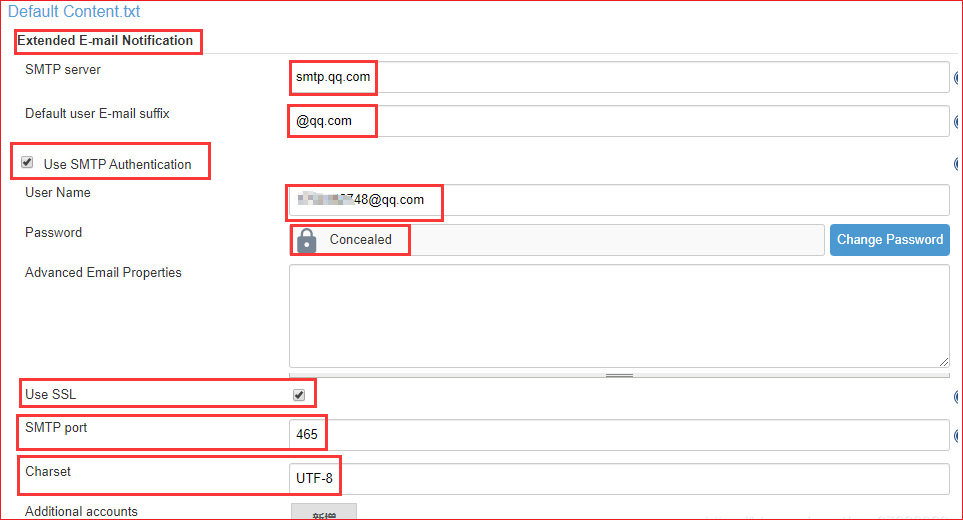 Default Content.txt
Extended E-mail Notification
SMTP server
smtp.qq.com
Default user E-mail suffix
@qq.com
Use SMTP Authentication
User Name
748@qq.com
Password
Concealed
Change Password
Advanced Email Properties
Use SSL
SMTP port
465
Charset
UTF-8
Additional accounts
新增